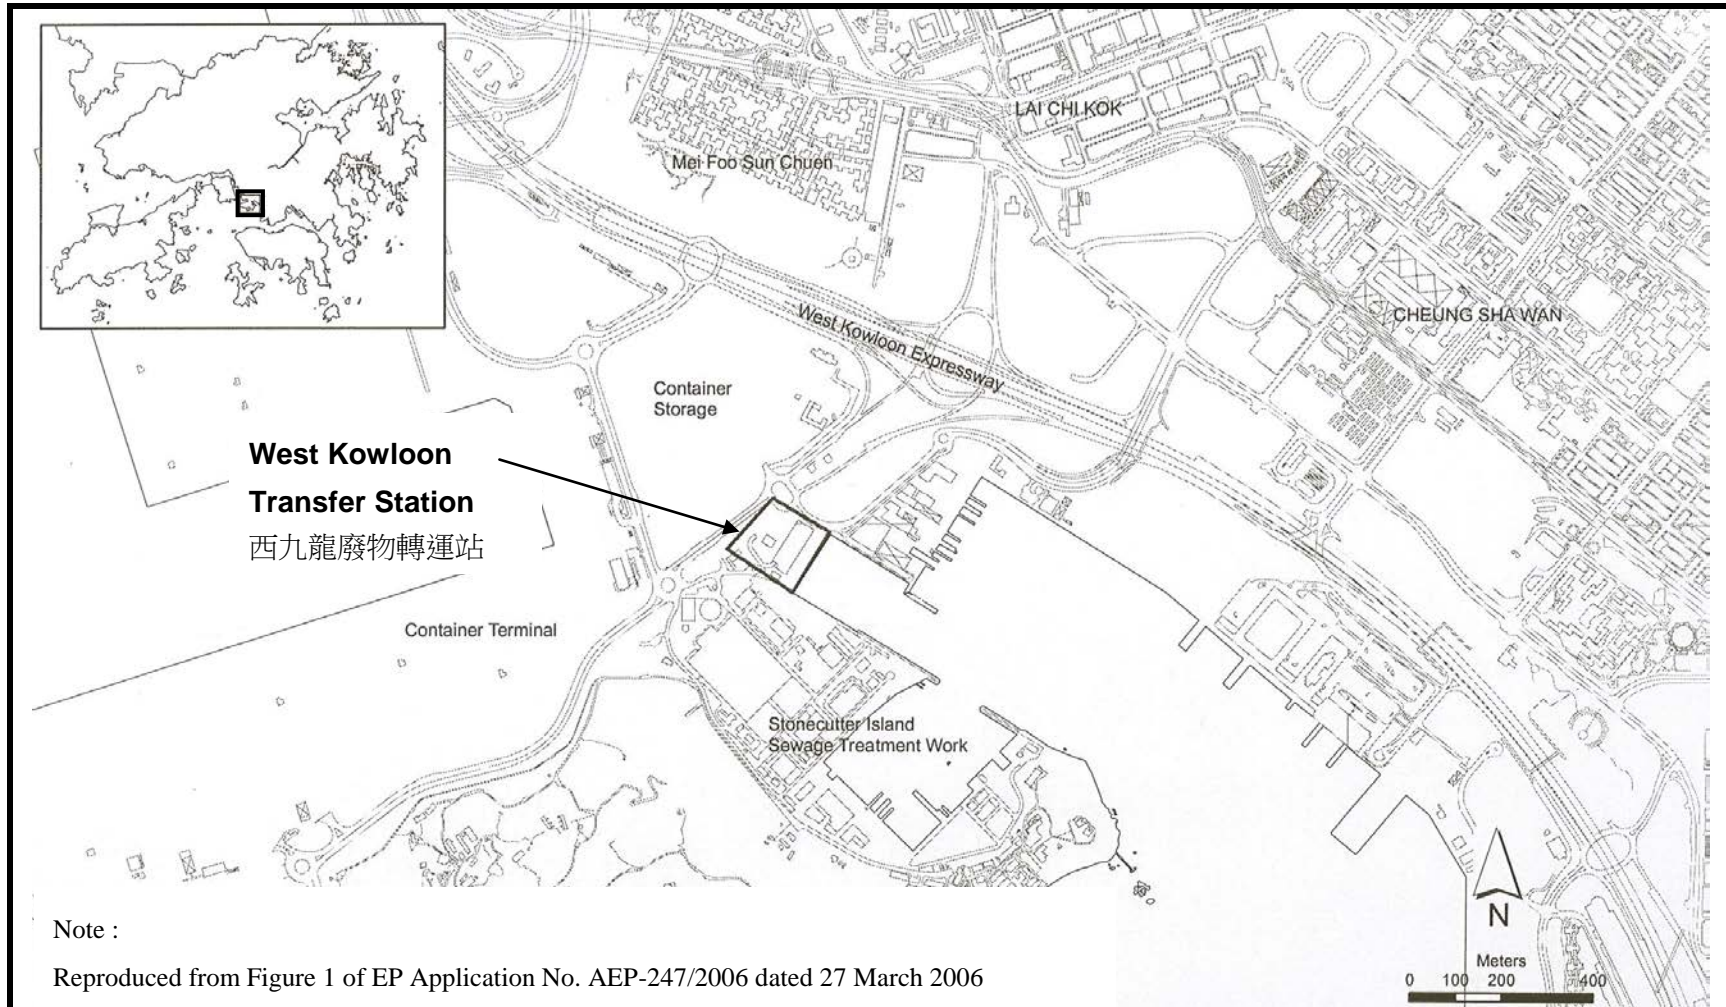 LAI CHI KOK
Mei Foo Sun Chuen
CHEUNG SHA WAN
West Kowloon Expressway
Container
Storage
West Kowloon
Transfer Station
西九龍廢物轉運站
Container Terminal
Stonecutter Island
Sewage Treatment Work
N
Meters
0 100 200 400
Note :
Reproduced from Figure 1 of EP Application No. AEP-247/2006 dated 27 March 2006